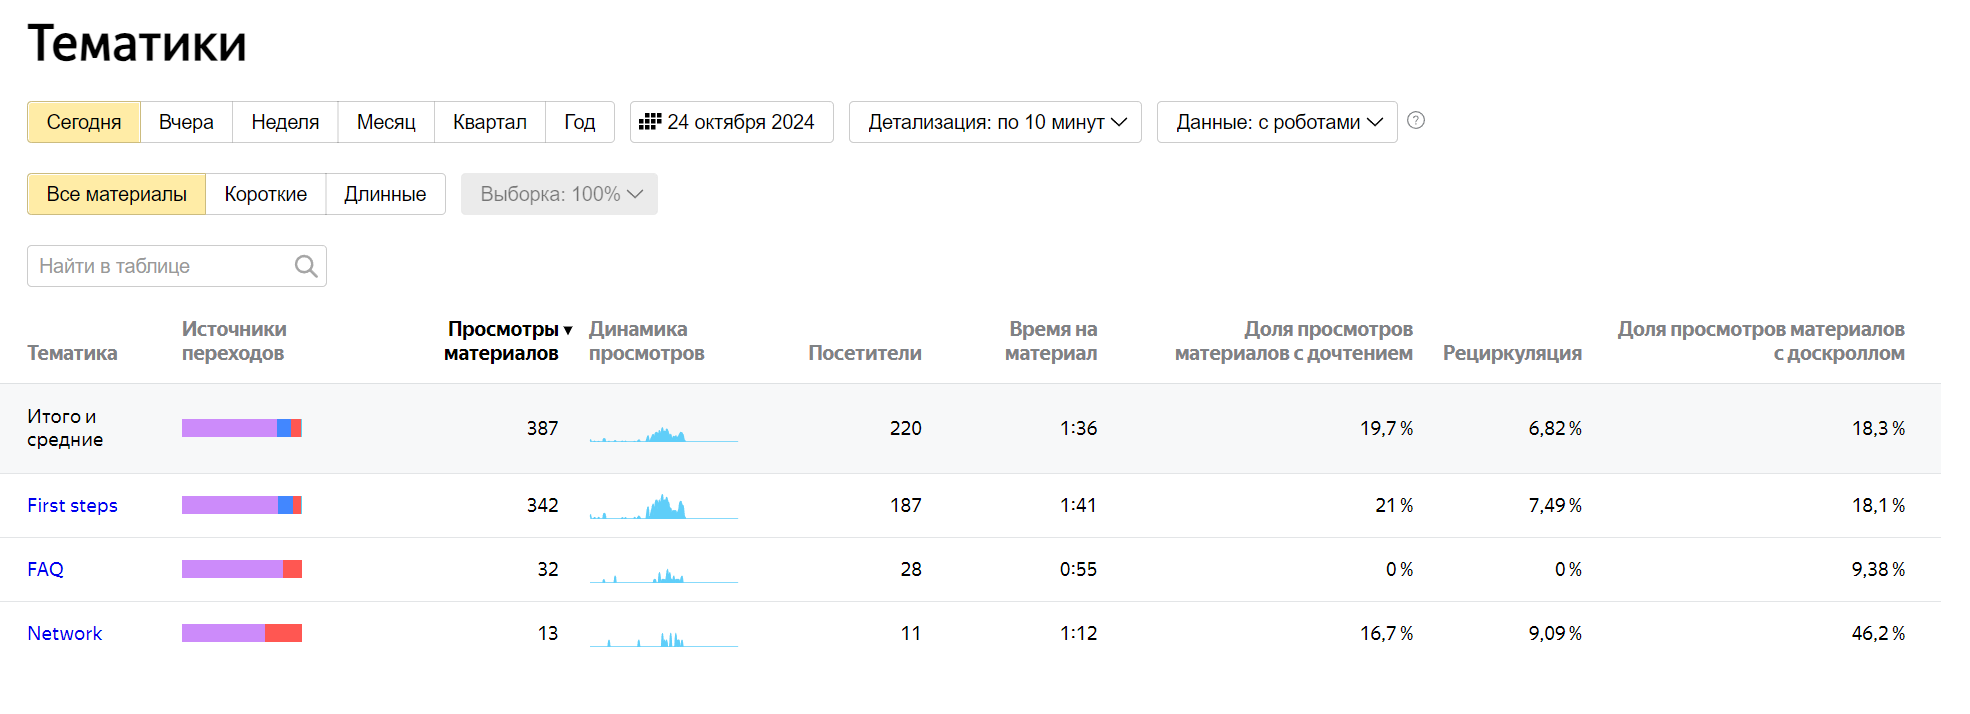 Тематики
Сегодня Вчера Неделя Месяц Квартал Год 24 октября 2024 Детализация: по 10 минут Данные: с роботами ?
Все материалы Короткие Длинные Выборка: 100%
Найти в таблице
Тематика Источники переходов Просмотры материалов ▼ Динамика просмотров Посетители Время на материал Доля просмотров материалов с дочтением Рециркуляция Доля просмотров материалов с доскроллом
Итого и средние 387 220 1:36 19,7 % 6,82 % 18,3 %
First steps 342 187 1:41 21 % 7,49 % 18,1 %
FAQ 32 28 0:55 0 % 0 % 9,38 %
Network 13 11 1:12 16,7 % 9,09 % 46,2 %